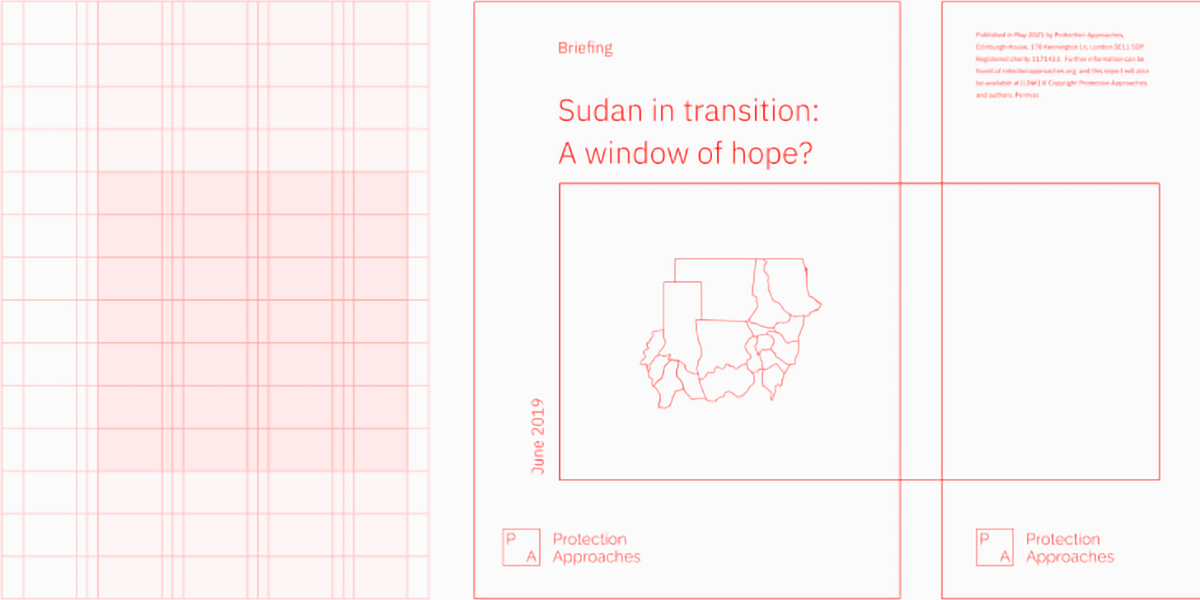 Briefing
Sudan in transition:
A window of hope?
June 2019
P
A
Protection
Approaches
Published in May 2021 by Protection Approaches,
Edinburgh House, 170 Kennington Ln, London SE11 5DP.
Registered charity 1171433. Further information can be
found at protectionapproaches.org and this report will also
be available at [LINK] © Copyright Protection Approaches
and authors. Permiss
P
A
Protection
Approaches